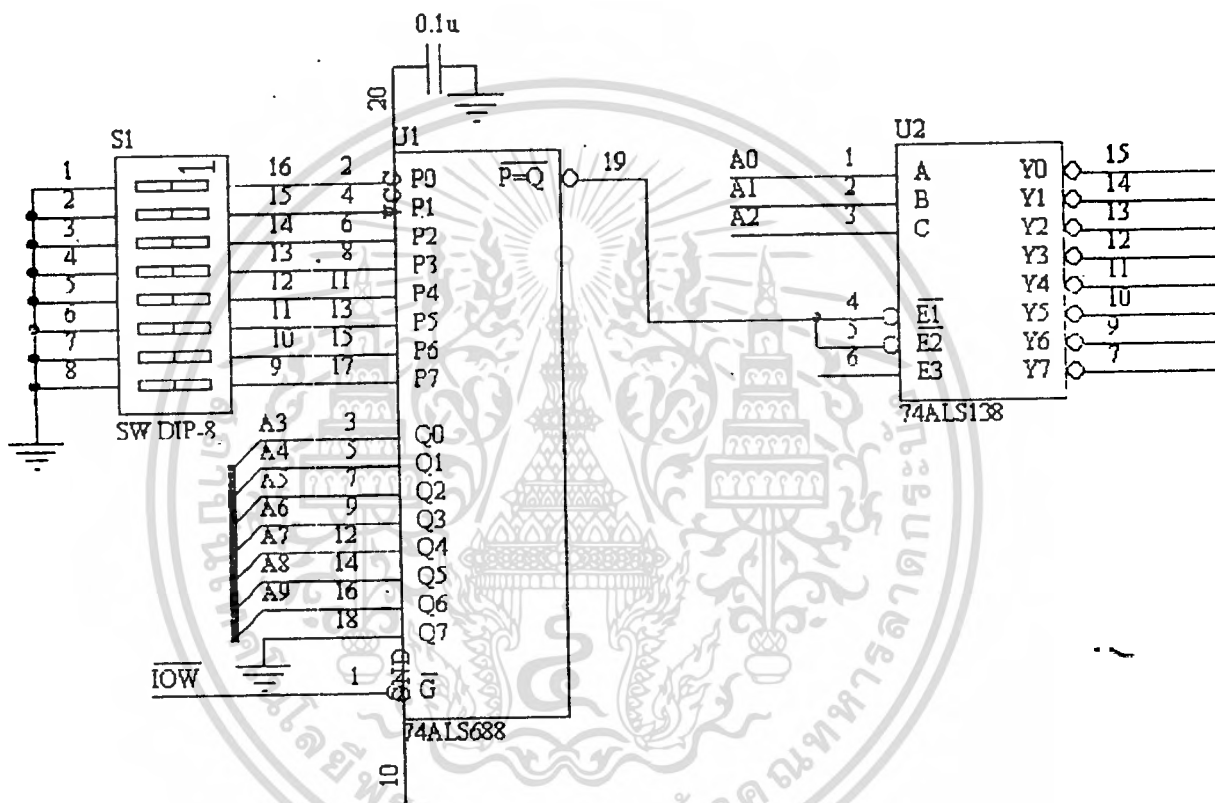 0.1u
20
S1
U1
U2
1 16 2 P0
2 15 4 P1
3 14 6 P2
4 13 8 P3
5 12 11 P4
6 11 13 P5
7 10 15 P6
8 9 17 P7
SW DIP-8
P=Q 19
A3 3 Q0
A4 5 Q1
A5 7 Q2
A6 9 Q3
A7 12 Q4
A8 14 Q5
A9 16 Q6
18 Q7
IOW 1 G
GND
74ALS688
10
A0 1 A Y0 15
A1 2 B Y1 14
A2 3 C Y2 13
Y3 12
Y4 11
Y5 10
Y6 9
Y7 7
4 E1
5 E2
6 E3
74ALS138